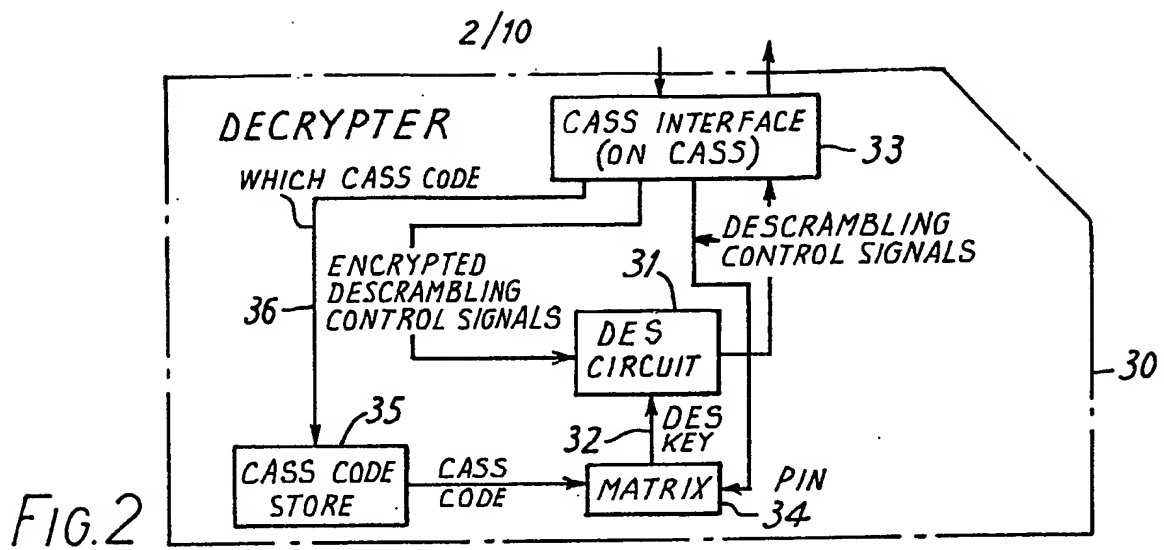 2/10
DECRYPTER
CASS INTERFACE
(ON CASS)
33
WHICH CASS CODE
DESCRAMBLING
CONTROL SIGNALS
ENCRYPTED
DESCRAMBLING
CONTROL SIGNALS
36
31
DES
CIRCUIT
30
35
32
DES
KEY
CASS CODE
STORE
CASS
CODE
MATRIX
PIN
34
FIG.2